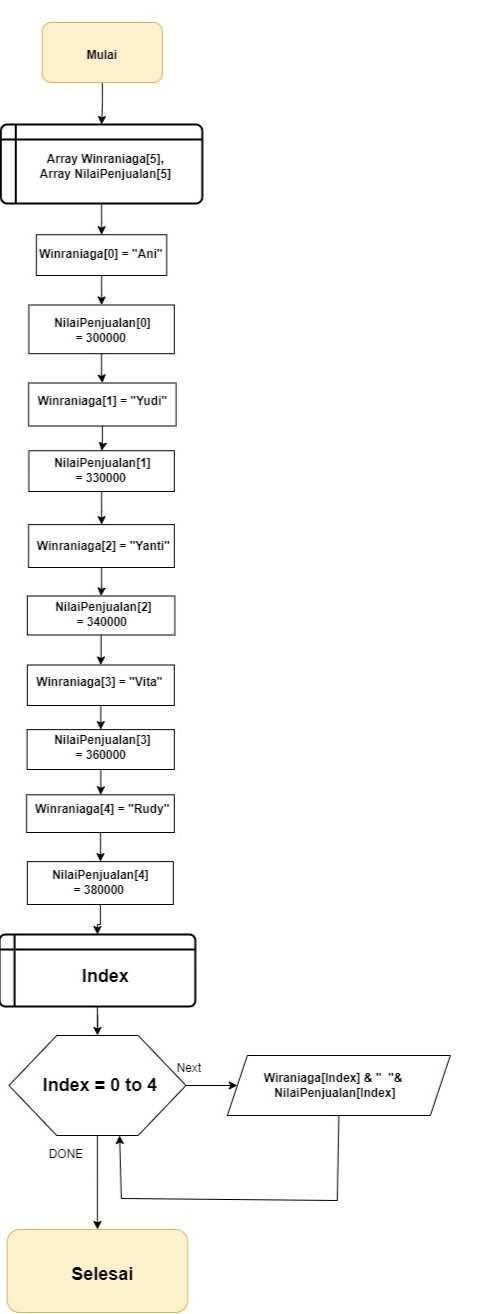 Mulai
Array Winraniaga[5],
Array NilaiPenjualan[5]
Winraniaga[0] = "Ani"
NilaiPenjualan[0]
= 300000
Winraniaga[1] = "Yudi"
NilaiPenjualan[1]
= 330000
Winraniaga[2] = "Yanti"
NilaiPenjualan[2]
= 340000
Winraniaga[3] = "Vita"
NilaiPenjualan[3]
= 360000
Winraniaga[4] = "Rudy"
NilaiPenjualan[4]
= 380000
Index
Index = 0 to 4
Next
Wiraniaga[Index] & "  "&
NilaiPenjualan[Index]
DONE
Selesai